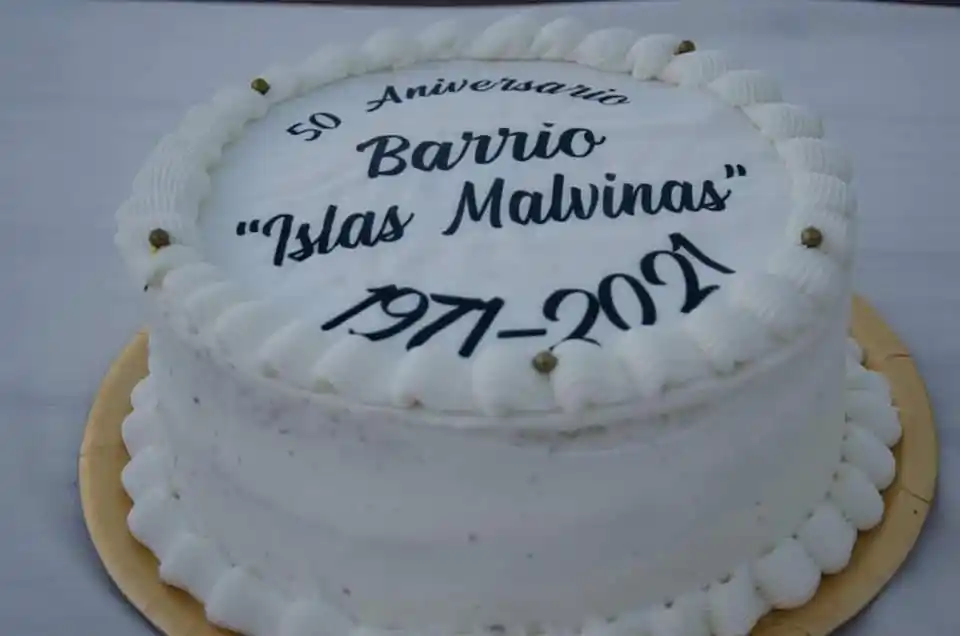 50 Aniversario
Barrio
"Islas Malvinas"
1971-2021